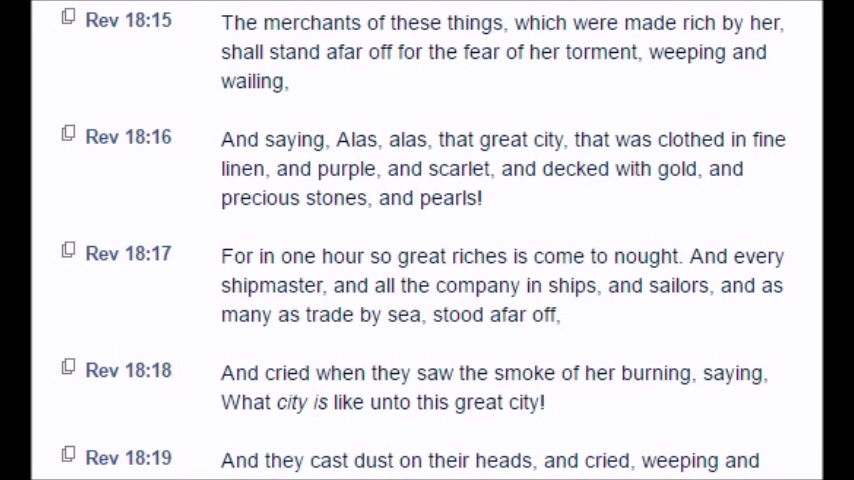 Rev 18:15 The merchants of these things, which were made rich by her,
shall stand afar off for the fear of her torment, weeping and
wailing,
Rev 18:16 And saying, Alas, alas, that great city, that was clothed in fine
linen, and purple, and scarlet, and decked with gold, and
precious stones, and pearls!
Rev 18:17 For in one hour so great riches is come to nought. And every
shipmaster, and all the company in ships, and sailors, and as
many as trade by sea, stood afar off,
Rev 18:18 And cried when they saw the smoke of her burning, saying,
What city is like unto this great city!
Rev 18:19 And they cast dust on their heads, and cried, weeping and